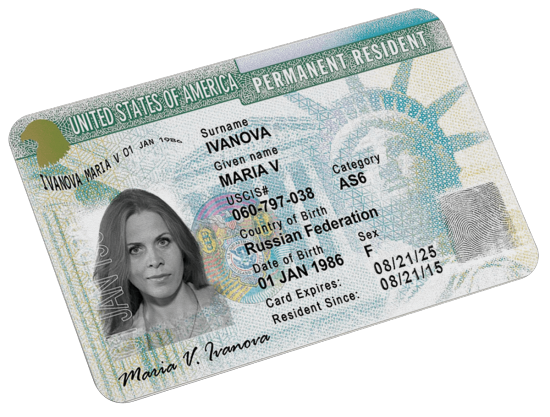 UNITED STATES OF AMERICA
PERMANENT RESIDENT
IVANOVA MARIA V 01 JAN 1986
Surname
IVANOVA
Given name
MARIA V
USCIS#
060-797-038
Category
AS6
Country of Birth
Russian Federation
Date of Birth
01 JAN 1986
Sex
F
Card Expires: 08/21/25
Resident Since: 08/21/15
Maria V. Ivanova